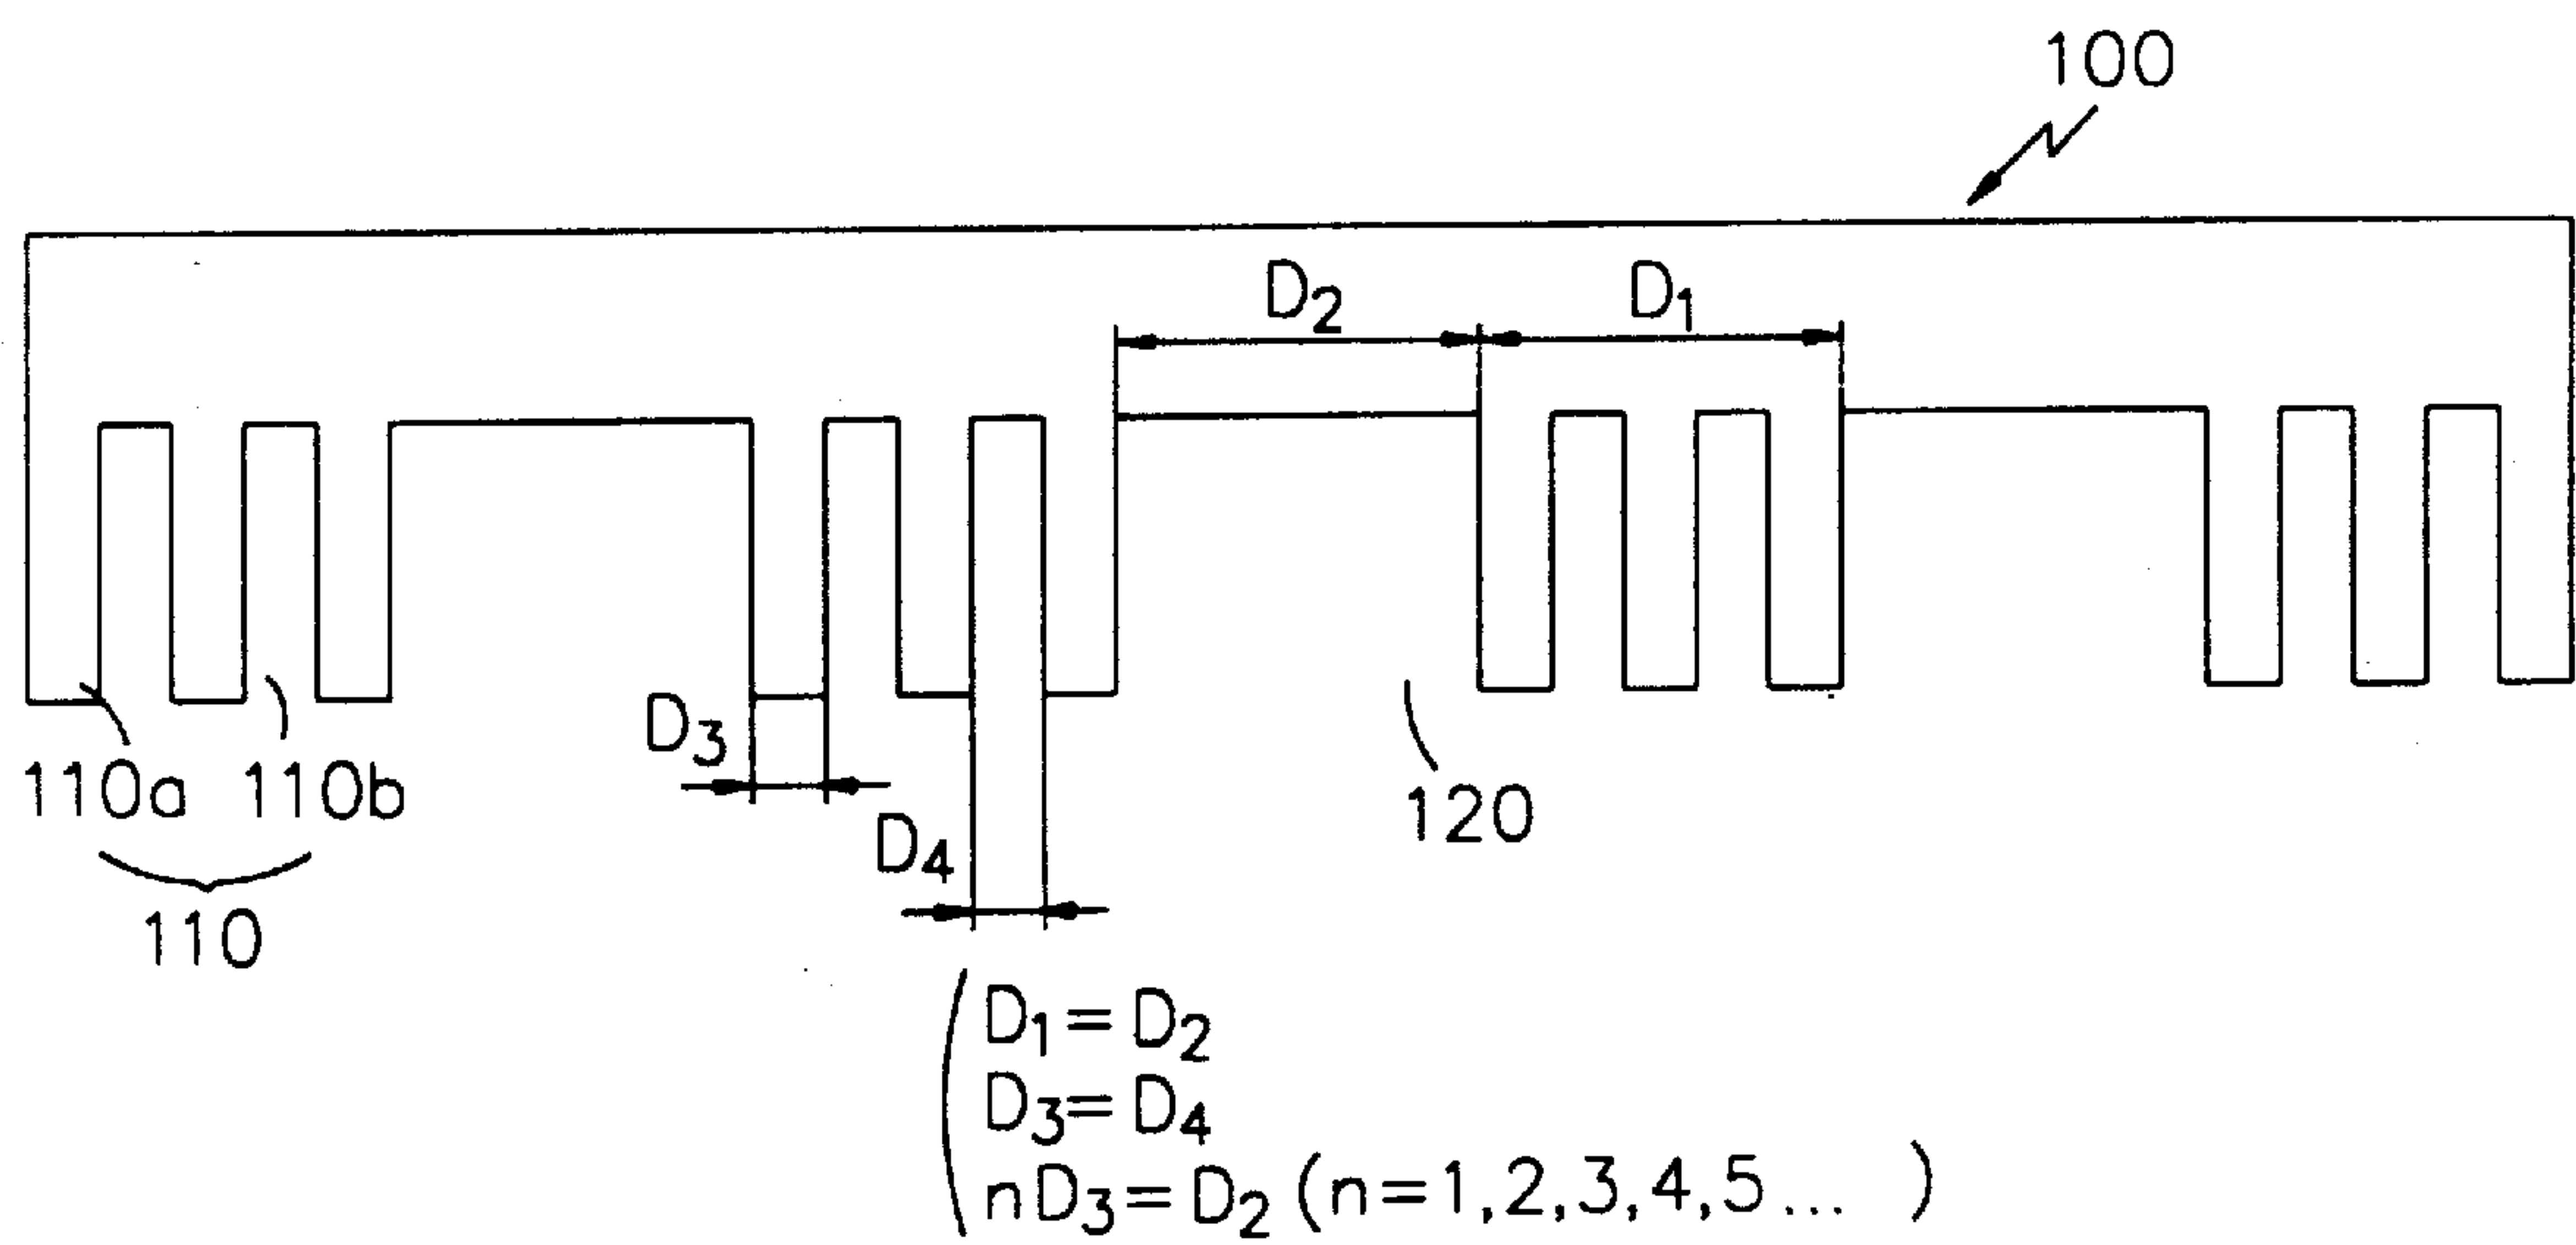 100
D2
D1
D3
110a
110b
120
D4
110
D1=D2
D3=D4
nD3=D2 (n=1,2,3,4,5... )